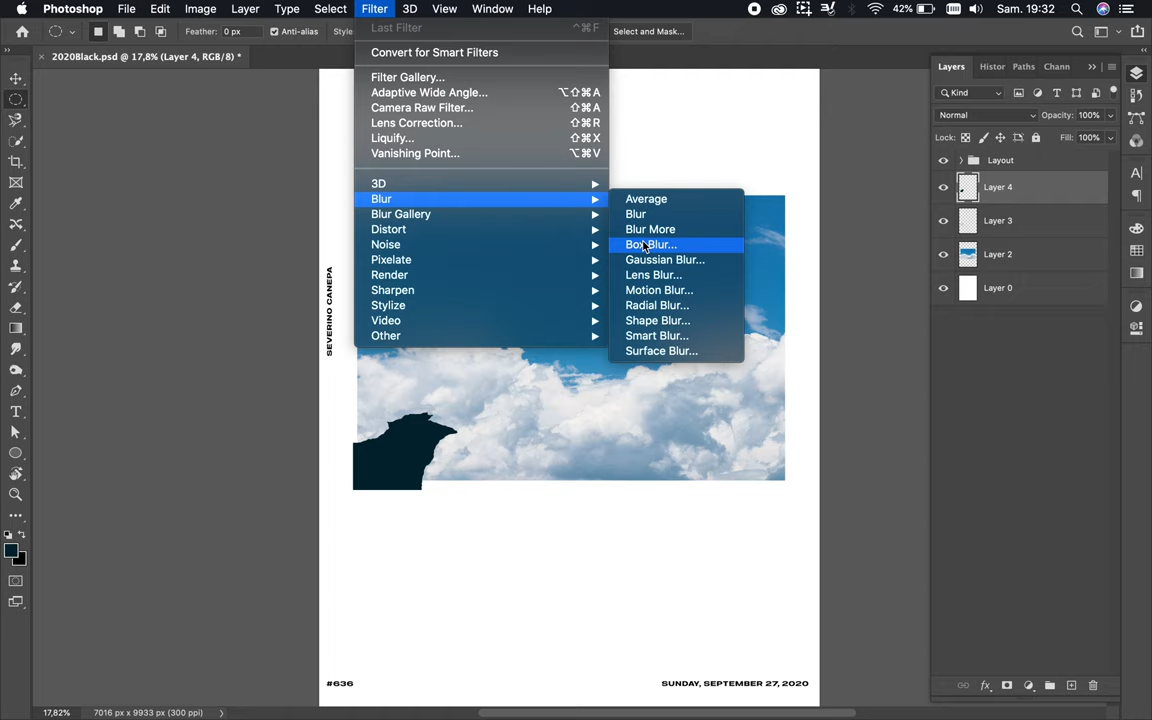 Photoshop File Edit Image Layer Type Select Filter 3D View Window Help 42% Sam. 19:32
Feather: 0 px Anti-alias Style Select and Mask...
2020Black.psd @ 17,8% (Layer 4, RGB/8) *
Last Filter ^⌘F
Convert for Smart Filters
Filter Gallery...
Adaptive Wide Angle... ⌥⇧⌘A
Camera Raw Filter... ⇧⌘A
Lens Correction... ⇧⌘R
Liquify... ⇧⌘X
Vanishing Point... ⌥⌘V
3D
Blur
Blur Gallery
Distort
Noise
Pixelate
Render
Sharpen
Stylize
Video
Other
Average
Blur
Blur More
Box Blur...
Gaussian Blur...
Lens Blur...
Motion Blur...
Radial Blur...
Shape Blur...
Smart Blur...
Surface Blur...
SEVERINO CANEPA
#636
SUNDAY, SEPTEMBER 27, 2020
Layers Histor Paths Chann
Kind
Normal Opacity: 100%
Lock: Fill: 100%
Layout
Layer 4
Layer 3
Layer 2
Layer 0
17,82% 7016 px x 9933 px (300 ppi)